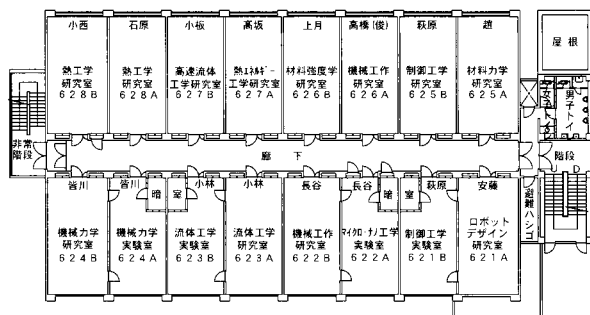 小西
熱工学
研究室
628B
石原
熱工学
研究室
628A
小板
高速流体
工学研究室
627B
高坂
熱エネルギー
工学研究室
627A
上月
材料強度学
研究室
626B
高橋(俊)
機械工作
研究室
626A
萩原
制御工学
研究室
625B
趙
材料力学
研究室
625A
屋根
女子トイレ
男子トイレ
非常
階段
廊下
階段
U D
避難ハシゴ
皆川
機械力学
研究室
624B
皆川
機械力学
実験室
624A
暗室
小林
流体工学
実験室
623B
小林
流体工学
研究室
623A
長谷
機械工作
研究室
622B
長谷
マイクロ・ナノ工学
実験室
622A
暗室
萩原
制御工学
実験室
621B
安藤
ロボット
デザイン
研究室
621A